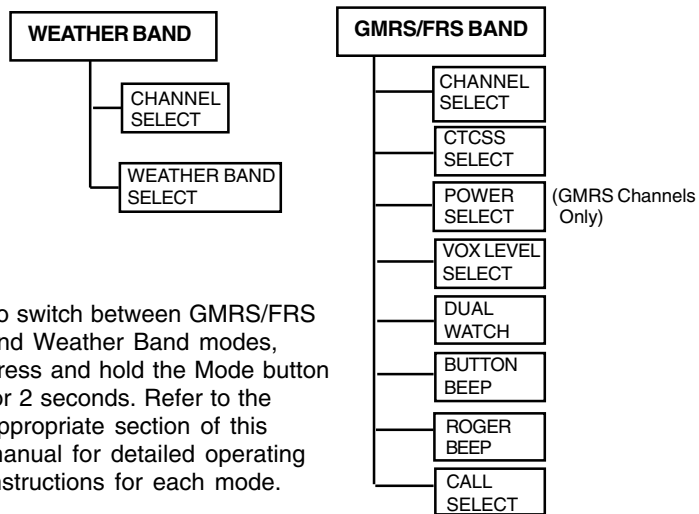 WEATHER BAND
CHANNEL
SELECT
WEATHER BAND
SELECT
o switch between GMRS/FRS
nd Weather Band modes,
ress and hold the Mode button
or 2 seconds. Refer to the
ppropriate section of this
manual for detailed operating
nstructions for each mode.
GMRS/FRS BAND
CHANNEL
SELECT
CTCSS
SELECT
POWER
SELECT
(GMRS Channels
Only)
VOX LEVEL
SELECT
DUAL
WATCH
BUTTON
BEEP
ROGER
BEEP
CALL
SELECT